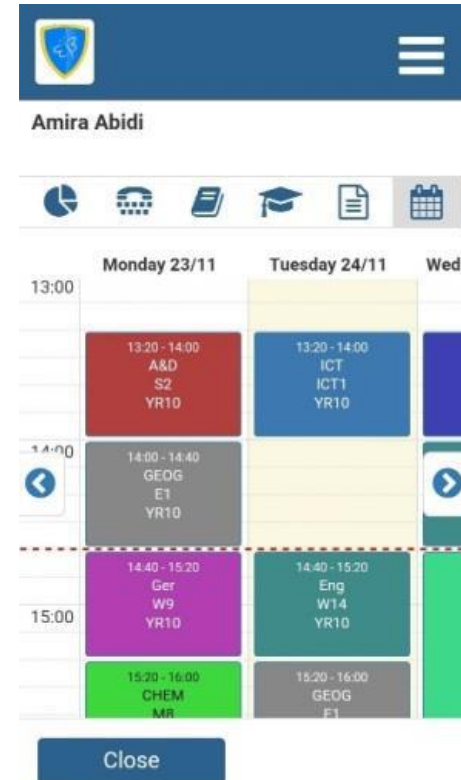 Amira Abidi
Monday 23/11 Tuesday 24/11 Wed
13:00
13:20 - 14:00
A&D
S2
YR10
13:20 - 14:00
ICT
ICT1
YR10
14:00
14:00 - 14:40
GEOG
E1
YR10
14:40 - 15:20
Ger
W9
YR10
14:40 - 15:20
Eng
W14
YR10
15:00
15:20 - 16:00
CHEM
M8
15:20 - 16:00
GEOG
E1
Close